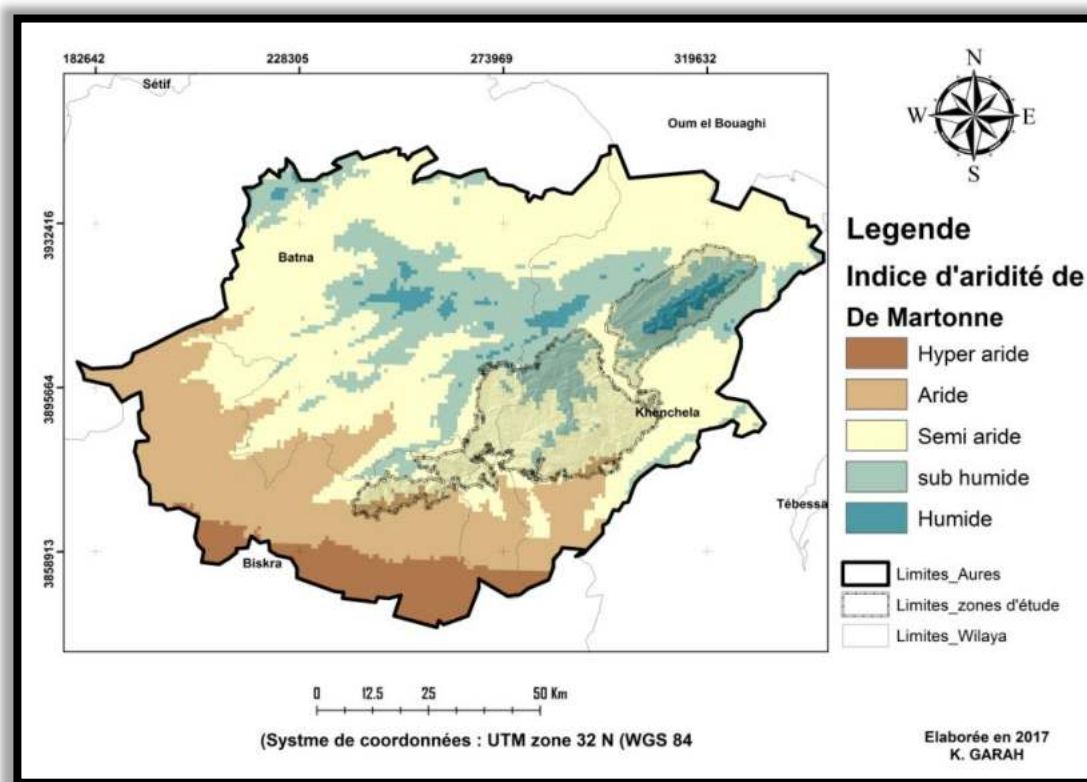 182642 228305 273969 319632
Sétif
Oum el Bouaghi
N
W E
S
3932416
Batna
3895664
Khenchela
Tébessa
3858913
Biskra
Legende
Indice d'aridité de
De Martonne
Hyper aride
Aride
Semi aride
sub humide
Humide
Limites_Aures
Limites_zones d'étude
Limites_Wilaya
0 12.5 25 50 Km
(Systme de coordonnées : UTM zone 32 N (WGS 84
Elaborée en 2017
K. GARAH